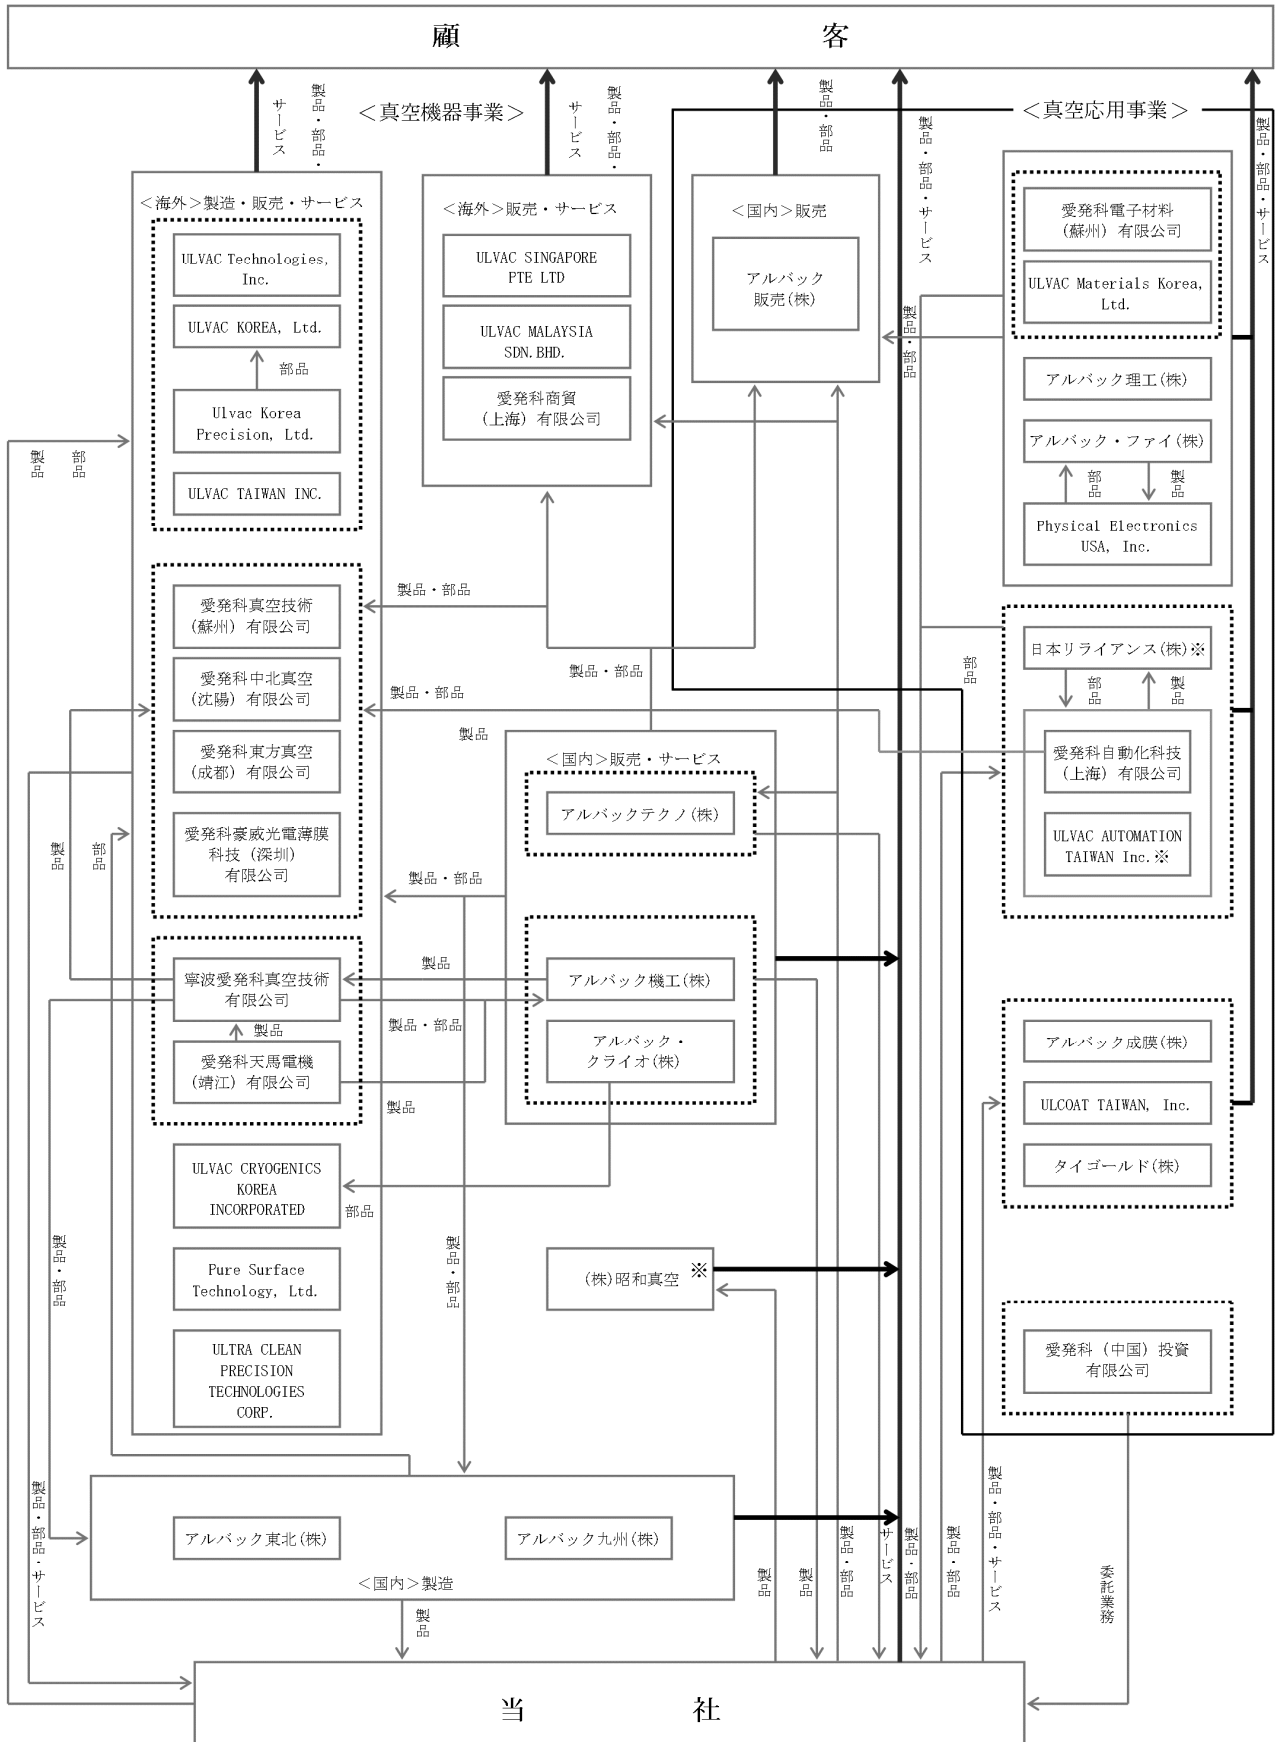 顧 客
製品・部品・
サービス
＜真空機器事業＞
製品・部品・
サービス
製品・部品
製品・部品・サービス
＜真空応用事業＞
製品・部品・サービス
＜海外＞製造・販売・サービス
ULVAC Technologies,
Inc.
ULVAC KOREA, Ltd.
部品
Ulvac Korea
Precision, Ltd.
ULVAC TAIWAN INC.
部品
製品
＜海外＞販売・サービス
ULVAC SINGAPORE
PTE LTD
ULVAC MALAYSIA
SDN.BHD.
愛発科商貿
(上海) 有限公司
＜国内＞販売
アルバック
販売(株)
製品・部品
愛発科電子材料
(蘇州) 有限公司
ULVAC Materials Korea,
Ltd.
アルバック理工(株)
アルバック・ファイ(株)
部品
製品
Physical Electronics
USA, Inc.
愛発科真空技術
(蘇州) 有限公司
愛発科中北真空
(沈陽) 有限公司
愛発科東方真空
(成都) 有限公司
愛発科豪威光電薄膜
科技 (深圳)
有限公司
製品・部品
製品・部品
製品・部品
製品
部品
日本リライアンス(株)※
部品
製品
愛発科自動化科技
(上海) 有限公司
ULVAC AUTOMATION
TAIWAN Inc.※
＜国内＞販売・サービス
アルバックテクノ(株)
製品
部品
製品・部品
寧波愛発科真空技術
有限公司
製品
愛発科天馬電機
(靖江) 有限公司
製品
製品・部品
製品
アルバック機工(株)
アルバック・
クライオ(株)
アルバック成膜(株)
ULCOAT TAIWAN, Inc.
タイゴールド(株)
ULVAC CRYOGENICS
KOREA
INCORPORATED
部品
製品・部品
製品・部品
Pure Surface
Technology, Ltd.
(株)昭和真空 ※
ULTRA CLEAN
PRECISION
TECHNOLOGIES
CORP.
愛発科 (中国) 投資
有限公司
製品・部品・サービス
アルバック東北(株)
アルバック九州(株)
＜国内＞製造
製品
製品
製品
製品・部品
サービス
製品・部品
製品・部品
製品・部品・サービス
委託業務
当 社